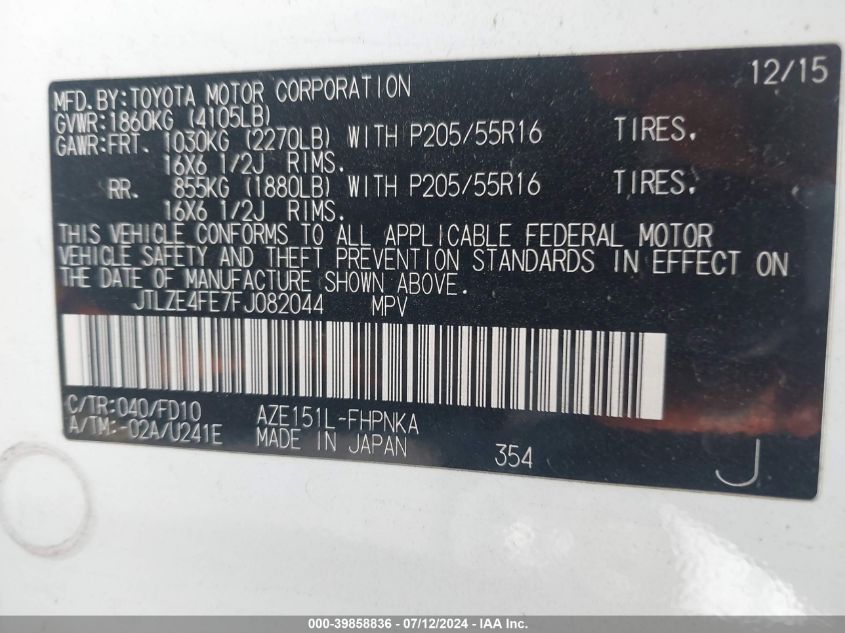 12/15
MFD.BY:TOYOTA MOTOR CORPORATION
GVWR:1860KG (4105LB)
GAWR:FRT. 1030KG (2270LB) WITH P205/55R16 TIRES.
16X6 1/2J RIMS.
RR. 855KG (1880LB) WITH P205/55R16 TIRES.
16X6 1/2J RIMS.
THIS VEHICLE CONFORMS TO ALL APPLICABLE FEDERAL MOTOR
VEHICLE SAFETY AND THEFT PREVENTION STANDARDS IN EFFECT ON
THE DATE OF MANUFACTURE SHOWN ABOVE.
JTLZE4FE7FJ082044 MPV
C/TR:040/FD10 AZE151L-FHPNKA
A/TM:-02A/U241E MADE IN JAPAN 354 J
000-39858836 - 07/12/2024 - IAA Inc.